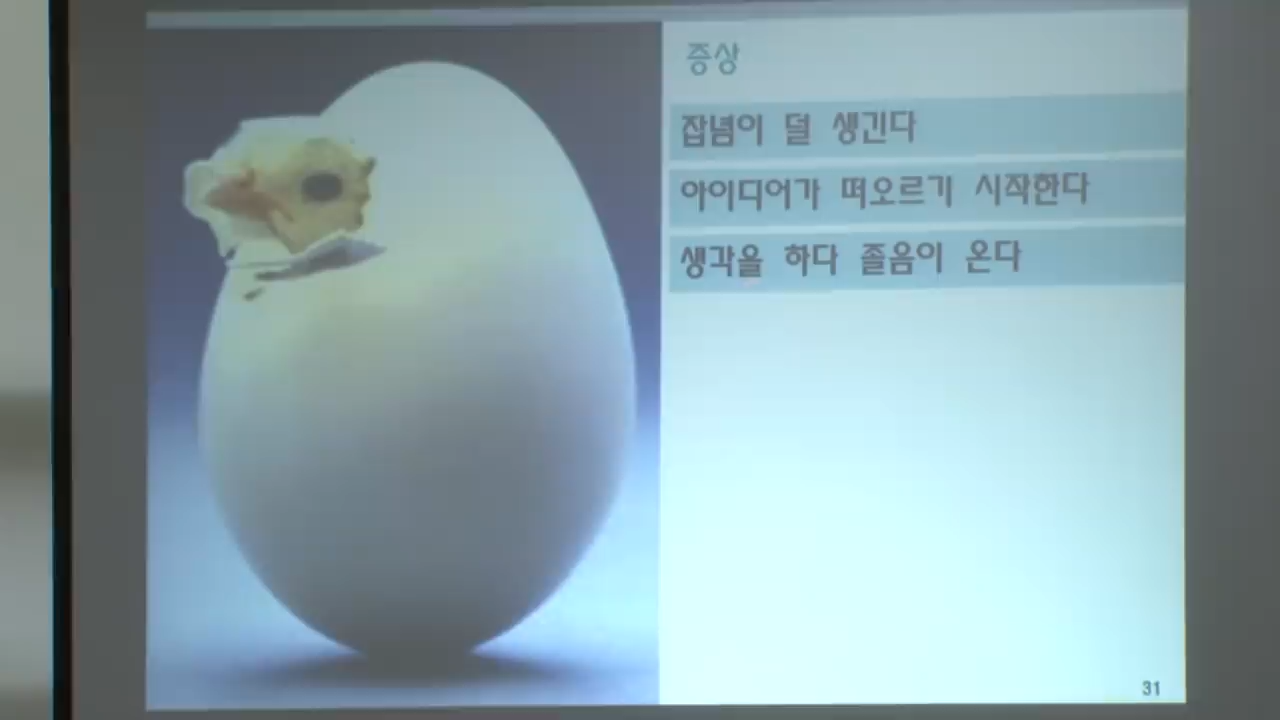 증상
잡념이 덜 생긴다
아이디어가 떠오르기 시작한다
생각을 하다 졸음이 온다
31